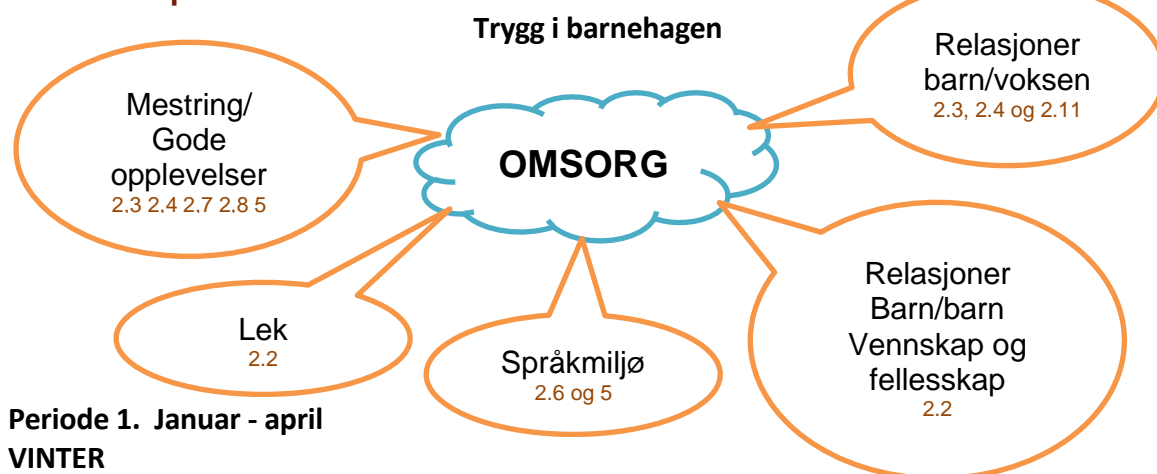 Trygg i barnehagen
Mestring/
Gode
opplevelser
2,3 2,4 2,7 2,8 5
OMSORG
Relasjoner
barn/voksen
2.3, 2.4 og 2.11
Lek
2.2
Språkmiljø
2.6 og 5
Relasjoner
Barn/barn
Vennskap og
fellesskap
2.2
Periode 1. Januar - april
VINTER